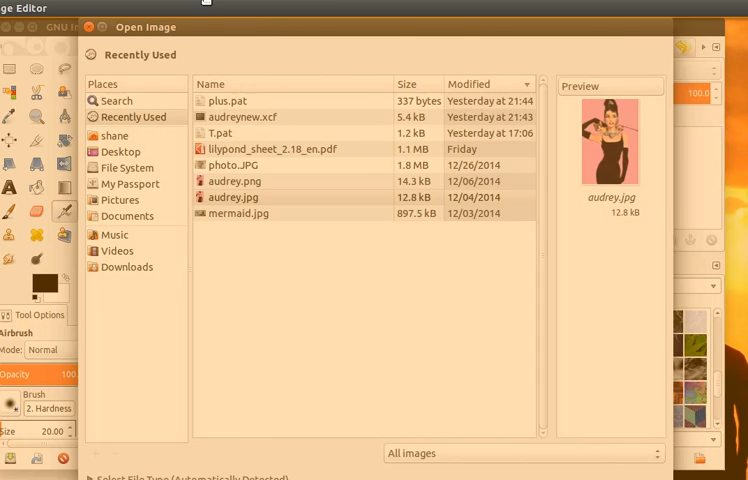 ge Editor
GNU I
Open Image
Recently Used
Places
Search
Recently Used
shane
Desktop
File System
My Passport
Pictures
Documents
Music
Videos
Downloads
Name Size Modified
plus.pat 337 bytes Yesterday at 21:44
audreynew.xcf 5.4 kB Yesterday at 21:43
T.pat 1.2 kB Yesterday at 17:06
lilypond_sheet_2.18_en.pdf 1.1 MB Friday
photo.JPG 1.8 MB 12/26/2014
audrey.png 14.3 kB 12/06/2014
audrey.jpg 12.8 kB 12/04/2014
mermaid.jpg 897.5 kB 12/03/2014
Preview
audrey.jpg
12.8 kB
100.0
Tool Options
Airbrush
Mode: Normal
Opacity 100.
Brush
2. Hardness
Size 20.00
All images
Select File Type (Automatically Detected)